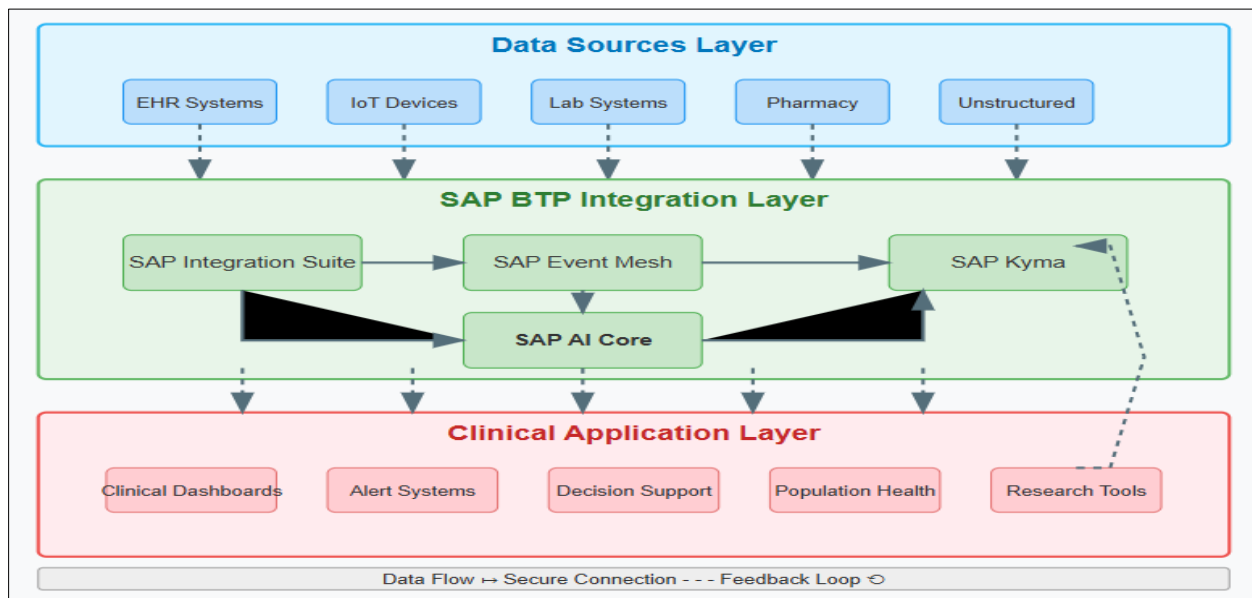 Data Sources Layer
EHR Systems
IoT Devices
Lab Systems
Pharmacy
Unstructured
SAP BTP Integration Layer
SAP Integration Suite
SAP Event Mesh
SAP Kyma
SAP AI Core
Clinical Application Layer
Clinical Dashboards
Alert Systems
Decision Support
Population Health
Research Tools
Data Flow ↦ Secure Connection - - - Feedback Loop ⟲